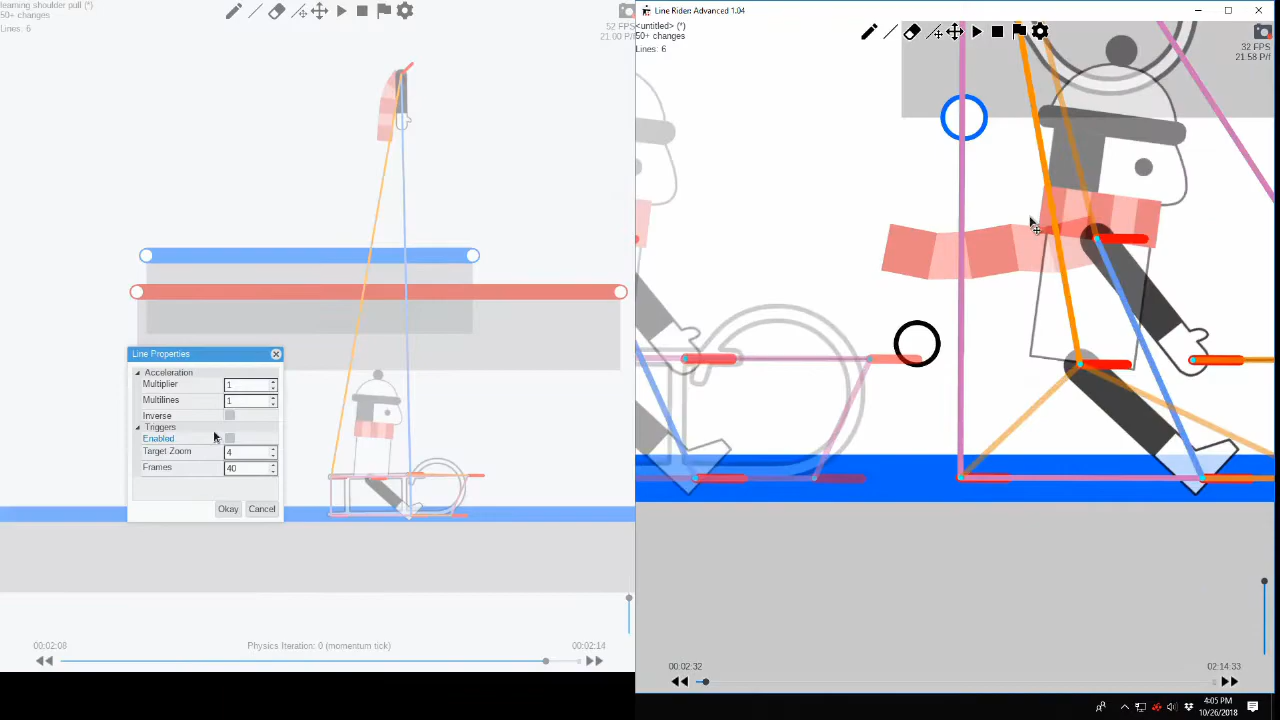 learning shoulder pull (*)
50+ changes
Lines: 6
52 FPS
21.00 P/f
Line Properties
Acceleration
Multiplier 1
Multilines 1
Inverse
Triggers
Enabled
Target Zoom 4
Frames 40
Okay Cancel
00:02:08 Physics Iteration: 0 (momentum tick) 00:02:14
Line Rider: Advanced 1.04
<untitled> (*)
50+ changes
Lines: 6
32 FPS
21.58 P/f
00:02:32 02:14:33
4:05 PM
10/26/2018